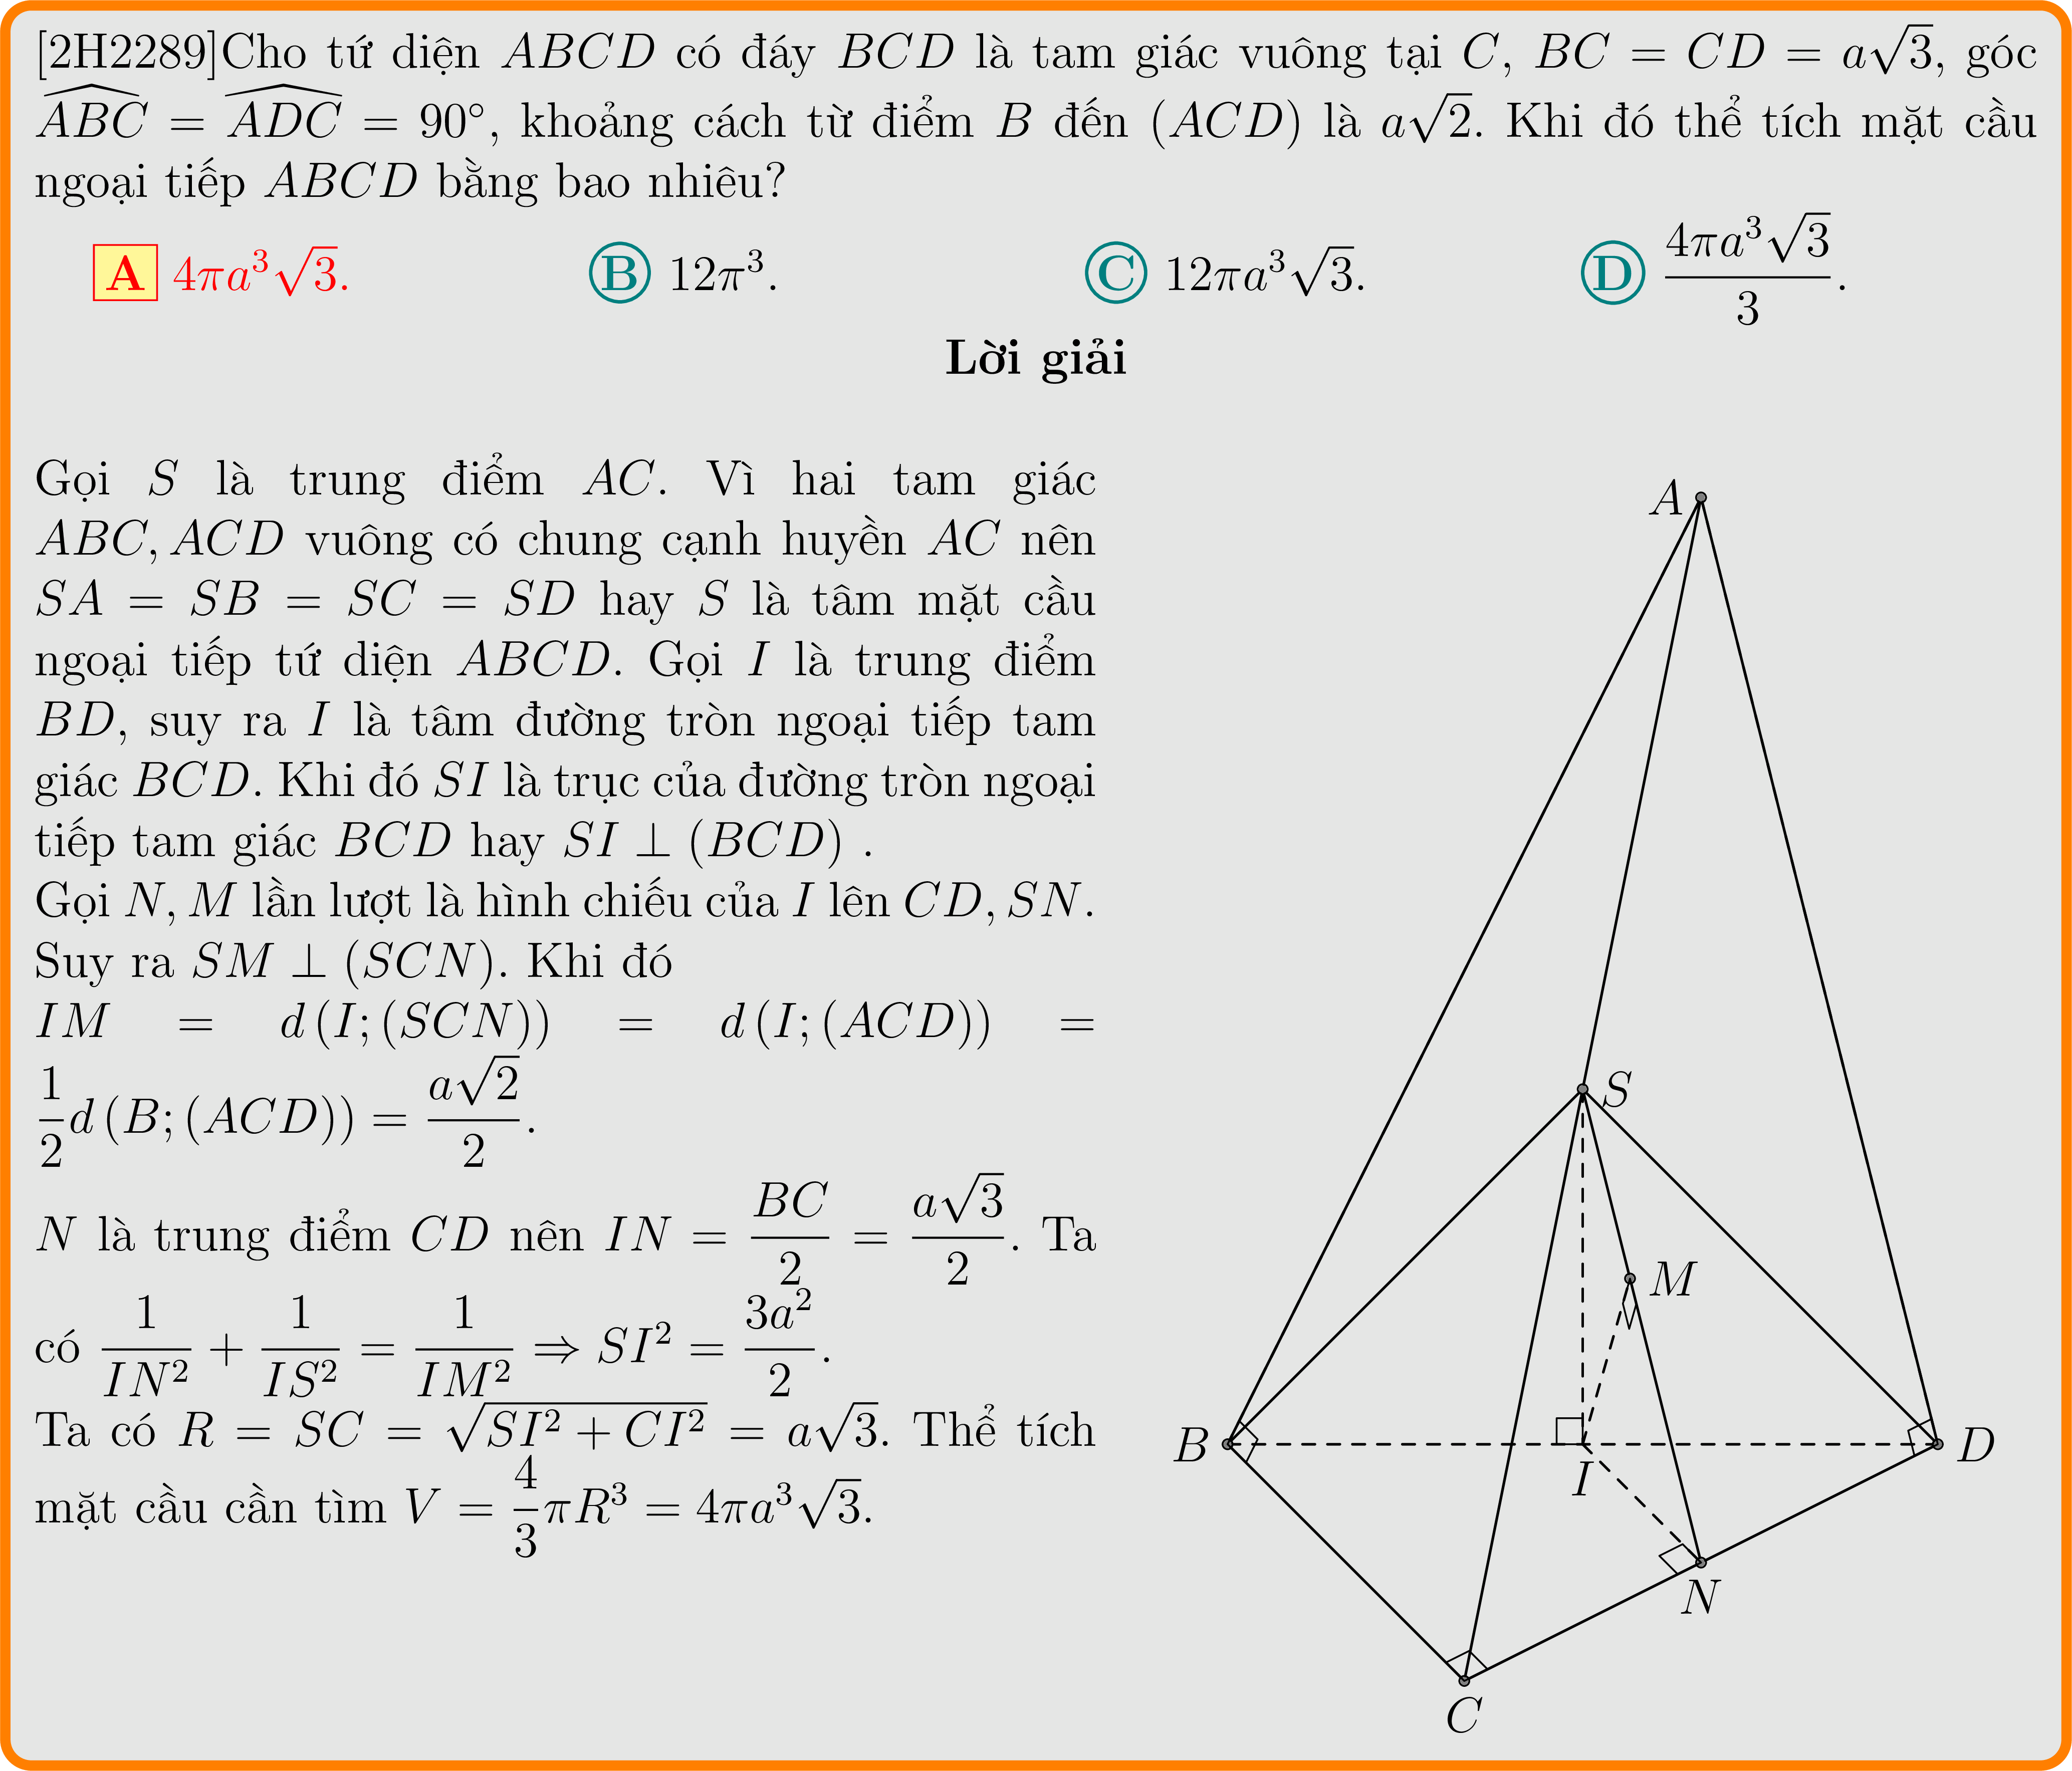 [2H2289]Cho tứ diện $ABCD$ có đáy $BCD$ là tam giác vuông tại $C$, $BC = CD = a\sqrt{3}$, góc
$\widehat{ABC} = \widehat{ADC} = 90^\circ$, khoảng cách từ điểm $B$ đến $(ACD)$ là $a\sqrt{2}$. Khi đó thể tích mặt cầu
ngoại tiếp $ABCD$ bằng bao nhiêu?
A $4\pi a^3\sqrt{3}$. B $12\pi^3$. C $12\pi a^3\sqrt{3}$. D $\dfrac{4\pi a^3\sqrt{3}}{3}$.
Lời giải
Gọi $S$ là trung điểm $AC$. Vì hai tam giác
$ABC, ACD$ vuông có chung cạnh huyền $AC$ nên
$SA = SB = SC = SD$ hay $S$ là tâm mặt cầu
ngoại tiếp tứ diện $ABCD$. Gọi $I$ là trung điểm
$BD$, suy ra $I$ là tâm đường tròn ngoại tiếp tam
giác $BCD$. Khi đó $SI$ là trục của đường tròn ngoại
tiếp tam giác $BCD$ hay $SI \perp (BCD)$ .
Gọi $N, M$ lần lượt là hình chiếu của $I$ lên $CD, SN$.
Suy ra $SM \perp (SCN)$. Khi đó
$IM = d(I;(SCN)) = d(I;(ACD)) =$
$\dfrac{1}{2}d(B;(ACD)) = \dfrac{a\sqrt{2}}{2}$.
$N$ là trung điểm $CD$ nên $IN = \dfrac{BC}{2} = \dfrac{a\sqrt{3}}{2}$. Ta
có $\dfrac{1}{IN^2} + \dfrac{1}{IS^2} = \dfrac{1}{IM^2} \Rightarrow SI^2 = \dfrac{3a^2}{2}$.
Ta có $R = SC = \sqrt{SI^2 + CI^2} = a\sqrt{3}$. Thể tích
mặt cầu cần tìm $V = \dfrac{4}{3}\pi R^3 = 4\pi a^3\sqrt{3}$.
A
S
M
B
D
I
N
C